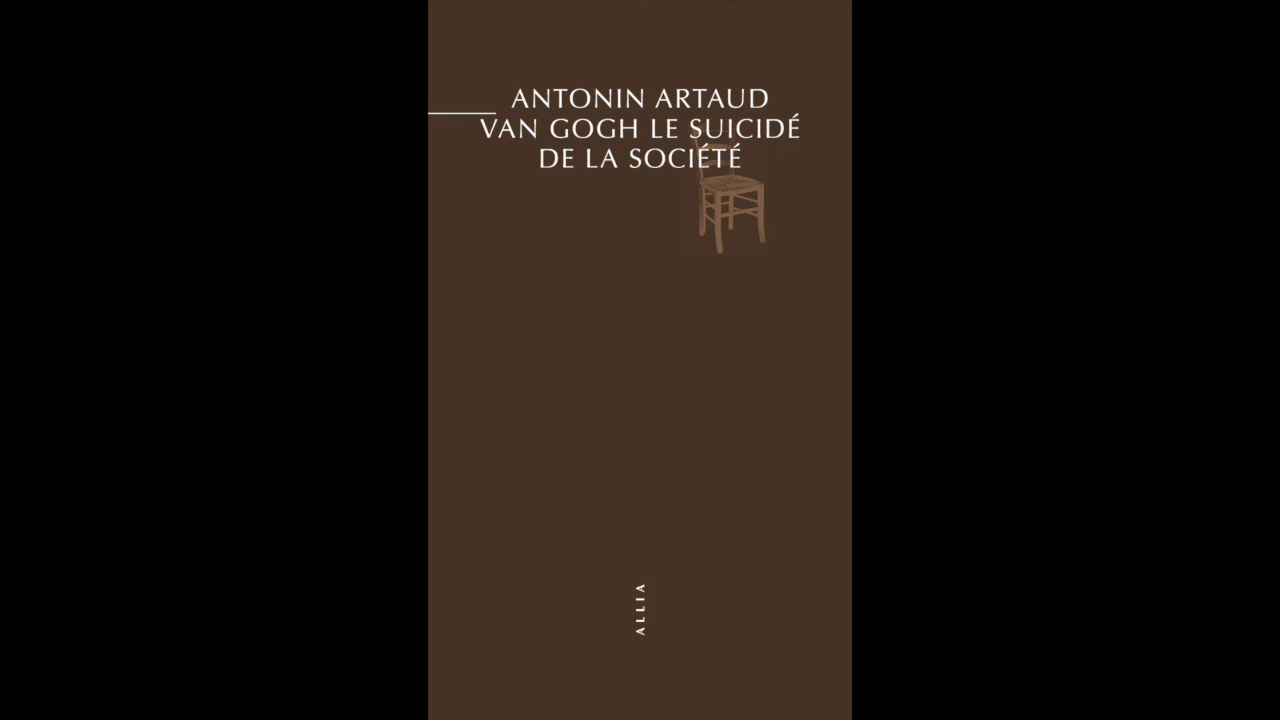 ANTONIN ARTAUD
VAN GOGH LE SUICIDÉ
DE LA SOCIÉTÉ
ALLIA